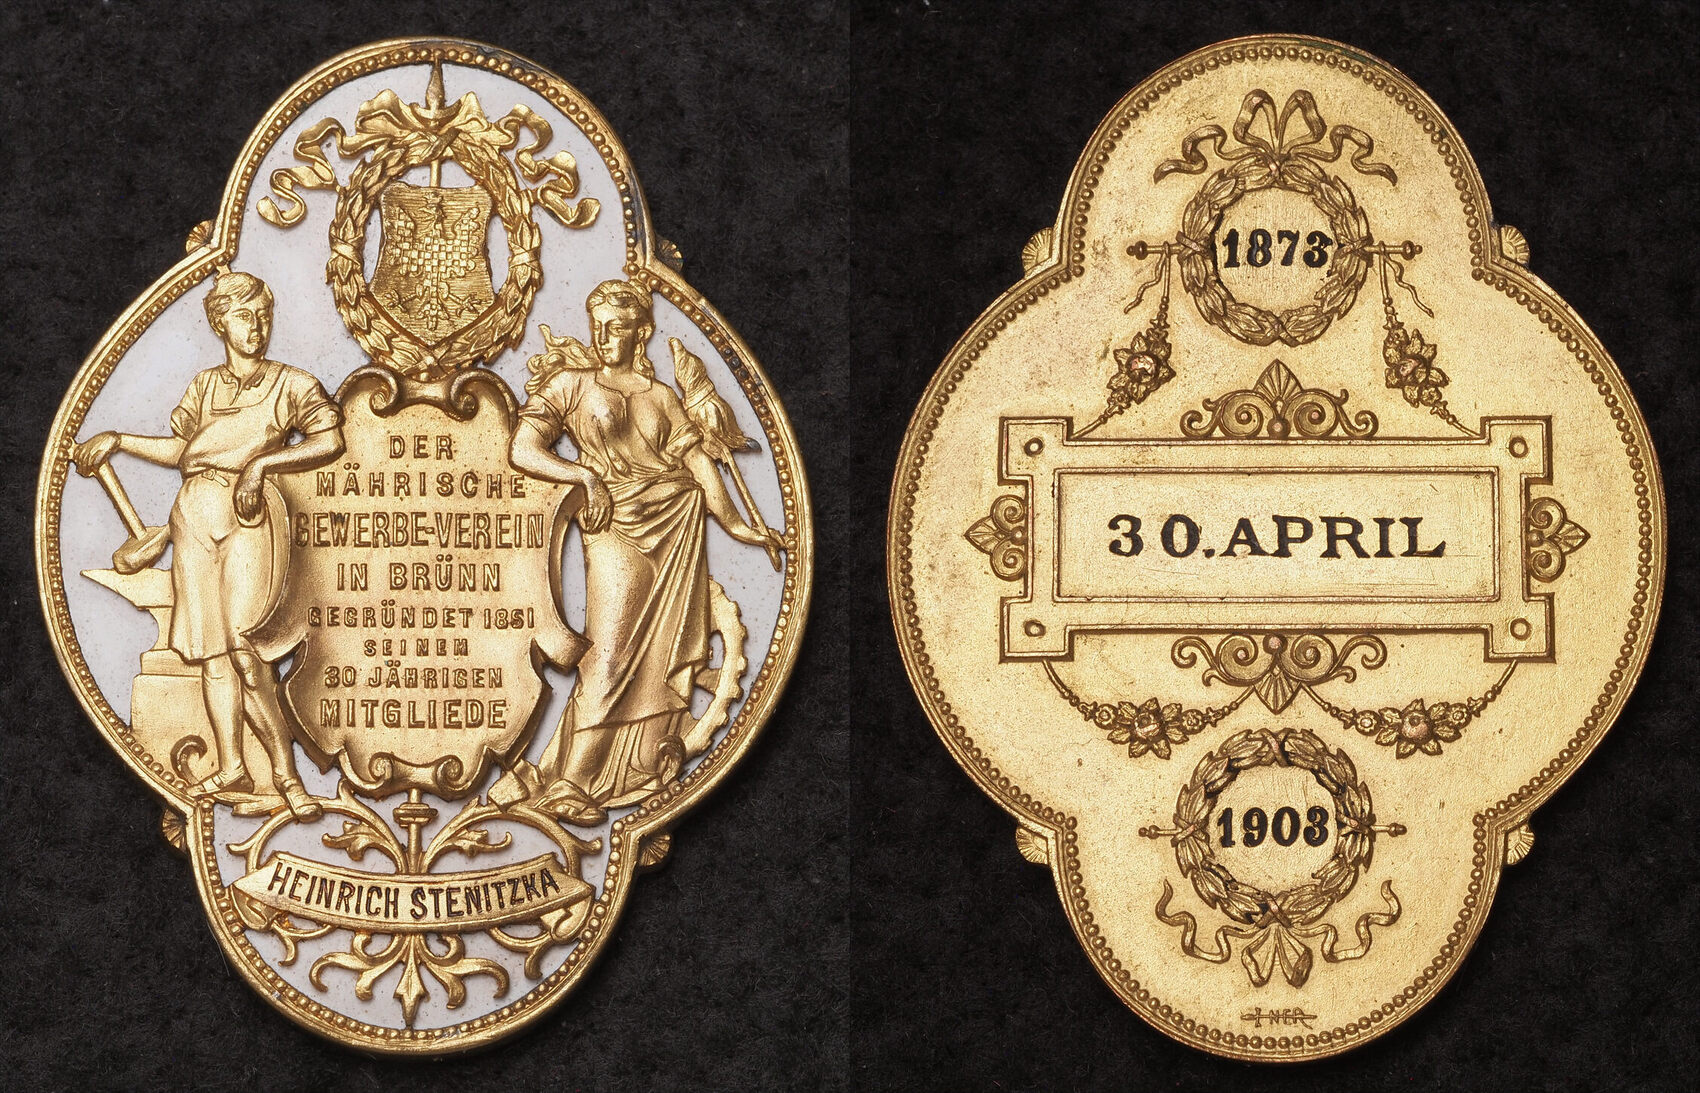 DER
MÄHRISCHE
GEWERBE-VEREIN
IN BRÜNN
GEGRÜNDET 1851
SEINEM
30 JÄHRIGEN
MITGLIEDE
HEINRICH STENITZKA
1873
30. APRIL
1903